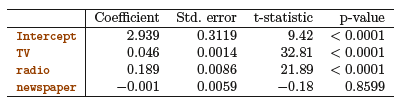 Coefficient Std. error t-statistic p-value
Intercept 2.939 0.3119 9.42 < 0.0001
TV 0.046 0.0014 32.81 < 0.0001
radio 0.189 0.0086 21.89 < 0.0001
newspaper −0.001 0.0059 −0.18 0.8599